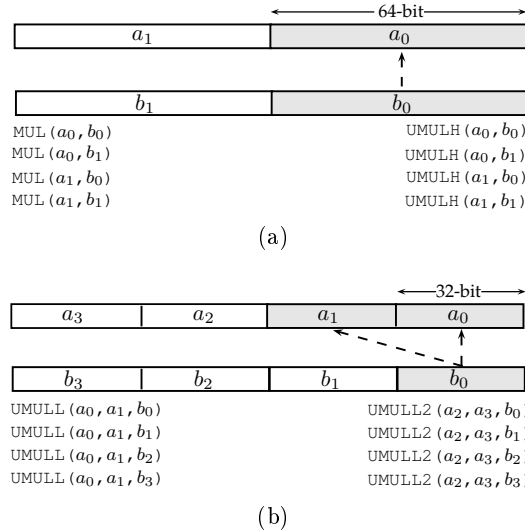 64-bit
a₁ a₀
b₁ b₀
MUL(a₀,b₀) UMULH(a₀,b₀)
MUL(a₀,b₁) UMULH(a₀,b₁)
MUL(a₁,b₀) UMULH(a₁,b₀)
MUL(a₁,b₁) UMULH(a₁,b₁)
(a)
32-bit
a₃ a₂ a₁ a₀
b₃ b₂ b₁ b₀
UMULL(a₀,a₁,b₀) UMULL2(a₂,a₃,b₀)
UMULL(a₀,a₁,b₁) UMULL2(a₂,a₃,b₁)
UMULL(a₀,a₁,b₂) UMULL2(a₂,a₃,b₂)
UMULL(a₀,a₁,b₃) UMULL2(a₂,a₃,b₃)
(b)